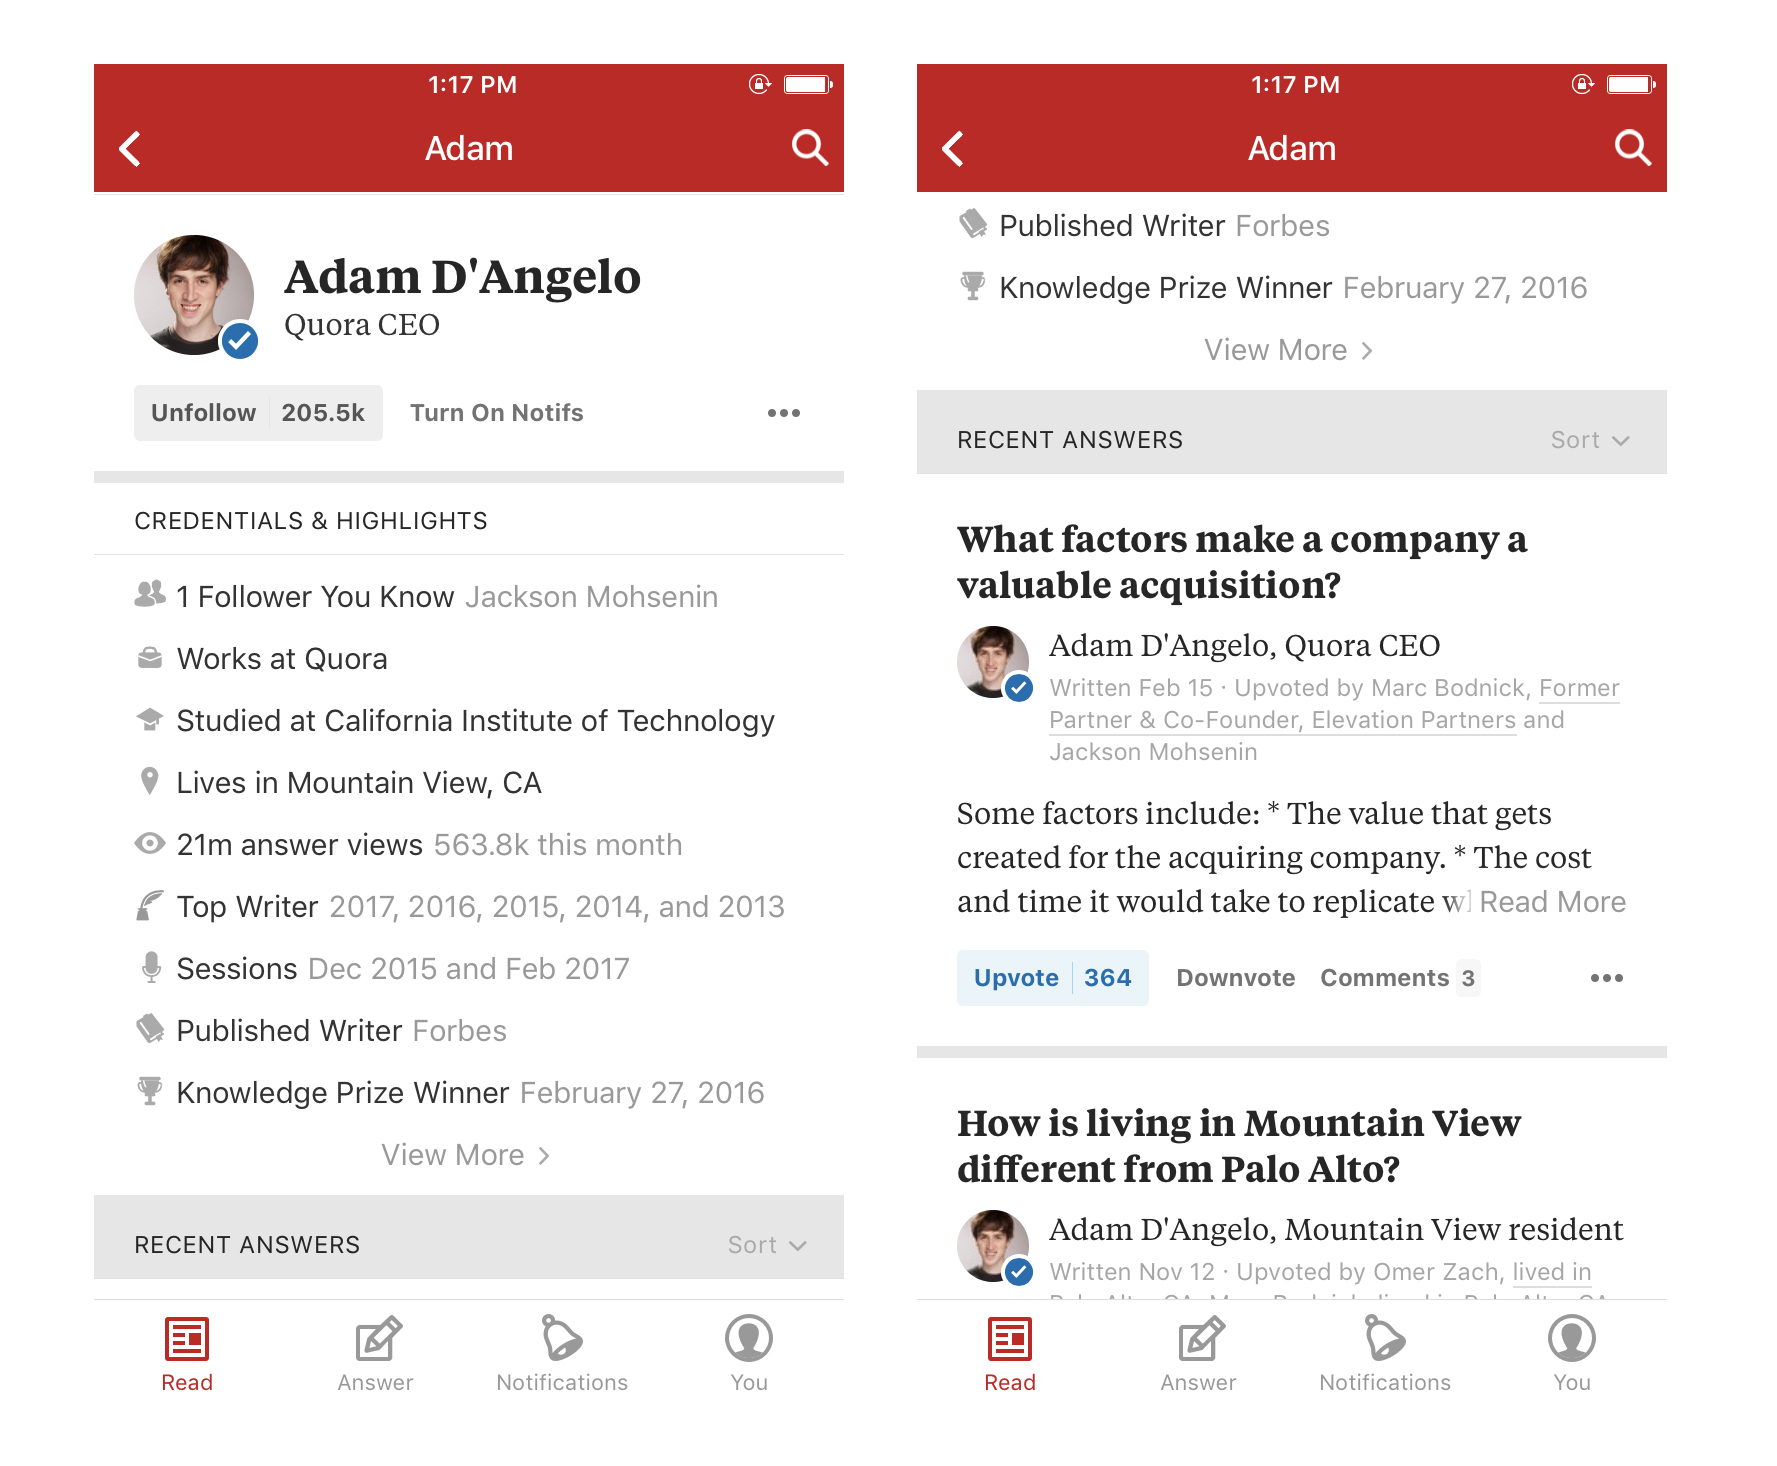 1:17 PM
Adam
Adam D'Angelo
Quora CEO
Unfollow 205.5k Turn On Notifs
CREDENTIALS & HIGHLIGHTS
1 Follower You Know Jackson Mohsenin
Works at Quora
Studied at California Institute of Technology
Lives in Mountain View, CA
21m answer views 563.8k this month
Top Writer 2017, 2016, 2015, 2014, and 2013
Sessions Dec 2015 and Feb 2017
Published Writer Forbes
Knowledge Prize Winner February 27, 2016
View More
RECENT ANSWERS Sort
Read Answer Notifications You
1:17 PM
Adam
Published Writer Forbes
Knowledge Prize Winner February 27, 2016
View More
RECENT ANSWERS Sort
What factors make a company a
valuable acquisition?
Adam D'Angelo, Quora CEO
Written Feb 15 · Upvoted by Marc Bodnick, Former
Partner & Co-Founder, Elevation Partners and
Jackson Mohsenin
Some factors include: * The value that gets
created for the acquiring company. * The cost
and time it would take to replicate Read More
Upvote 364 Downvote Comments 3
How is living in Mountain View
different from Palo Alto?
Adam D'Angelo, Mountain View resident
Written Nov 12 · Upvoted by Omer Zach, lived in
Read Answer Notifications You